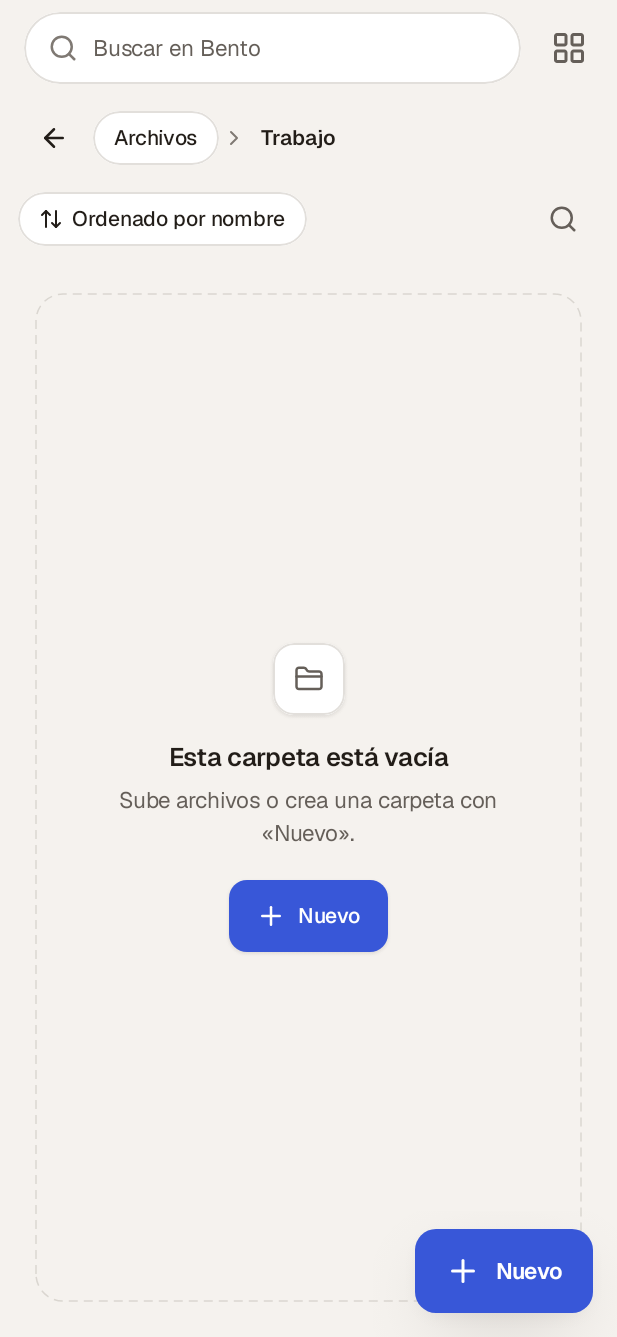 Buscar en Bento
Archivos
Trabajo
Ordenado por nombre
Esta carpeta está vacía
Sube archivos o crea una carpeta con
«Nuevo».
Nuevo
Nuevo